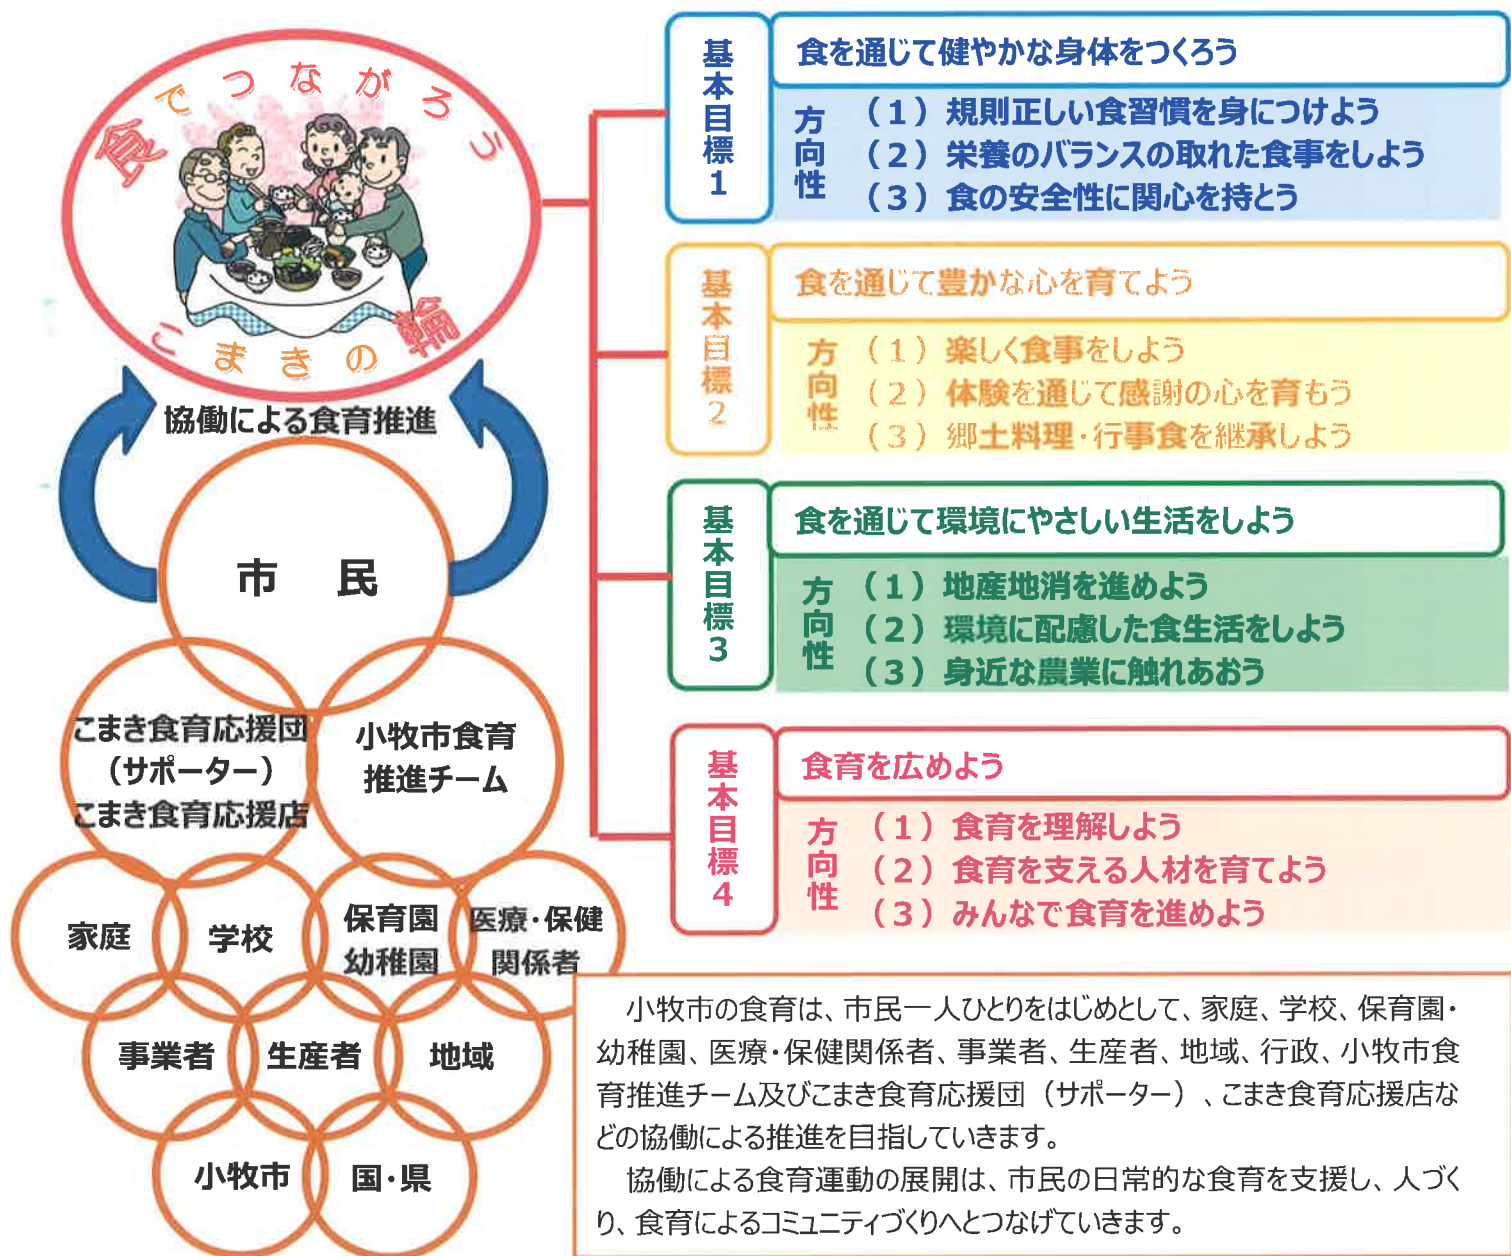 食でつながろう
こまきの輪
協働による食育推進
市　民
こまき食育応援団
（サポーター）
こまき食育応援店
小牧市食育
推進チーム
家庭
学校
保育園
幼稚園
医療・保健
関係者
事業者
生産者
地域
小牧市
国・県
基本目標1
食を通じて健やかな身体をつくろう
方向性
（1）規則正しい食習慣を身につけよう
（2）栄養のバランスの取れた食事をしよう
（3）食の安全性に関心を持とう
基本目標2
食を通じて豊かな心を育てよう
方向性
（1）楽しく食事をしよう
（2）体験を通じて感謝の心を育もう
（3）郷土料理・行事食を継承しよう
基本目標3
食を通じて環境にやさしい生活をしよう
方向性
（1）地産地消を進めよう
（2）環境に配慮した食生活をしよう
（3）身近な農業に触れあおう
基本目標4
食育を広めよう
方向性
（1）食育を理解しよう
（2）食育を支える人材を育てよう
（3）みんなで食育を進めよう
小牧市の食育は、市民一人ひとりをはじめとして、家庭、学校、保育園・
幼稚園、医療・保健関係者、事業者、生産者、地域、行政、小牧市食
育推進チーム及びこまき食育応援団（サポーター）、こまき食育応援店な
どの協働による推進を目指していきます。
協働による食育運動の展開は、市民の日常的な食育を支援し、人づく
り、食育によるコミュニティづくりへとつなげていきます。